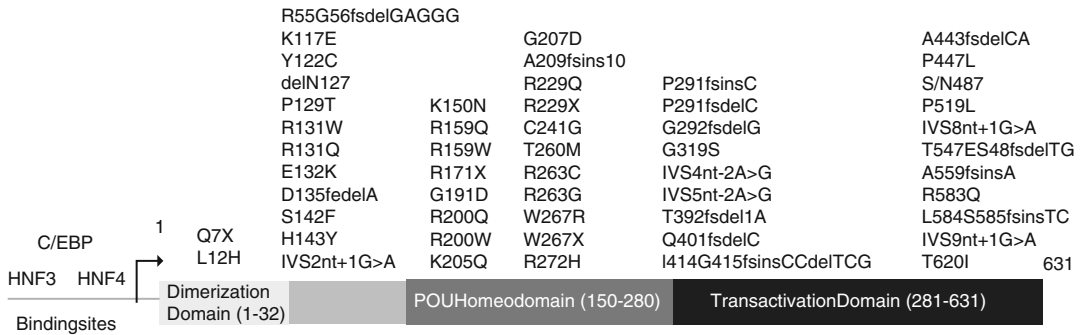 R55G56fsdelGAGGG
K117E
Y122C
delN127
P129T
R131W
R131Q
E132K
D135fedelA
S142F
H143Y
IVS2nt+1G>A
K150N
R159Q
R159W
R171X
G191D
R200Q
R200W
K205Q
G207D
A209fsins10
R229Q
R229X
C241G
T260M
R263C
R263G
W267R
W267X
R272H
P291fsinsC
P291fsdelC
G292fsdelG
G319S
IVS4nt-2A>G
IVS5nt-2A>G
T392fsdel1A
Q401fsdelC
I414G415fsinsCCdelTCG
A443fsdelCA
P447L
S/N487
P519L
IVS8nt+1G>A
T547ES48fsdelTG
A559fsinsA
R583Q
L584S585fsinsTC
IVS9nt+1G>A
T620I
631
1
Q7X
L12H
C/EBP
HNF3 HNF4
Bindingsites
Dimerization
Domain (1-32)
POUHomeodomain (150-280)
TransactivationDomain (281-631)